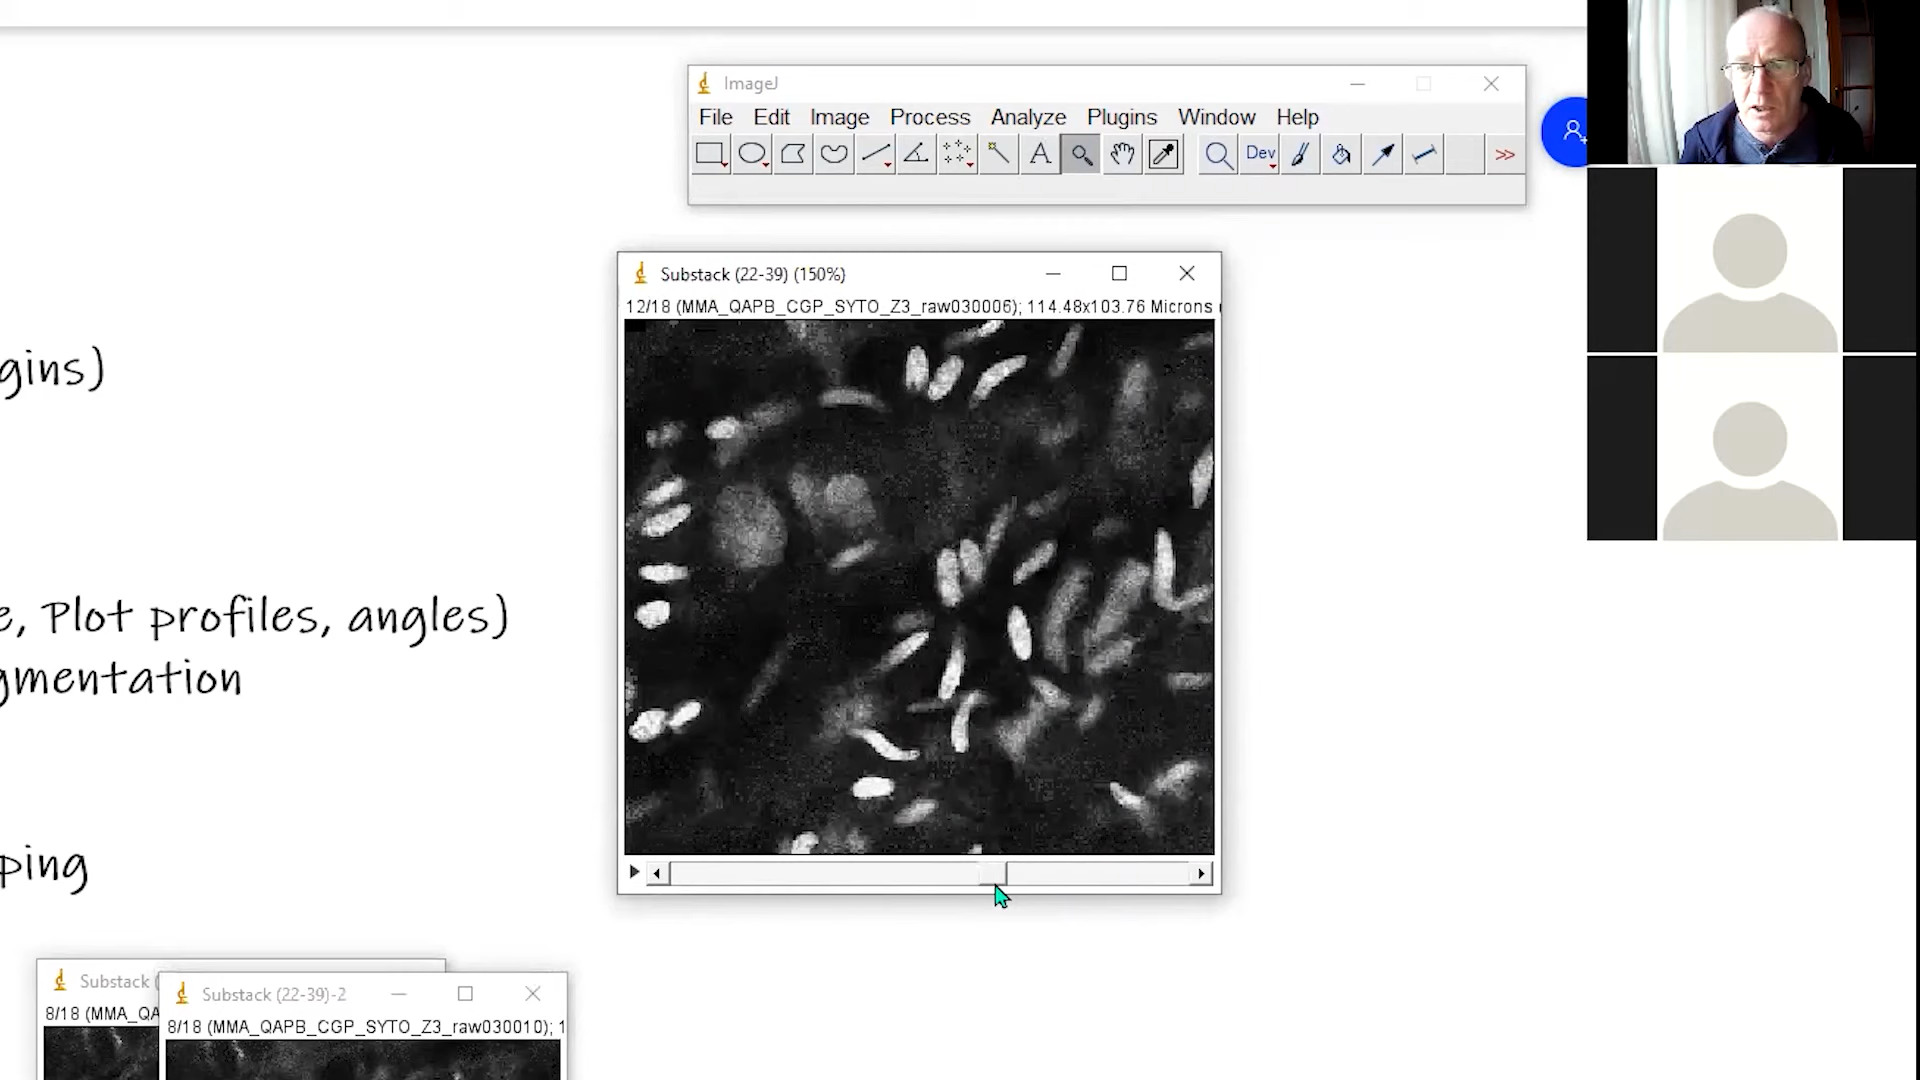 ImageJ
File Edit Image Process Analyze Plugins Window Help
Dev
>>
Substack (22-39) (150%)
12/18 (MMA_QAPB_CGP_SYTO_Z3_raw030006); 114.48x103.76 Microns
gins)
e, Plot profiles, angles)
gmentation
ping
Substack (
8/18 (MMA_QA
Substack (22-39)-2
8/18 (MMA_QAPB_CGP_SYTO_Z3_raw030010); 1